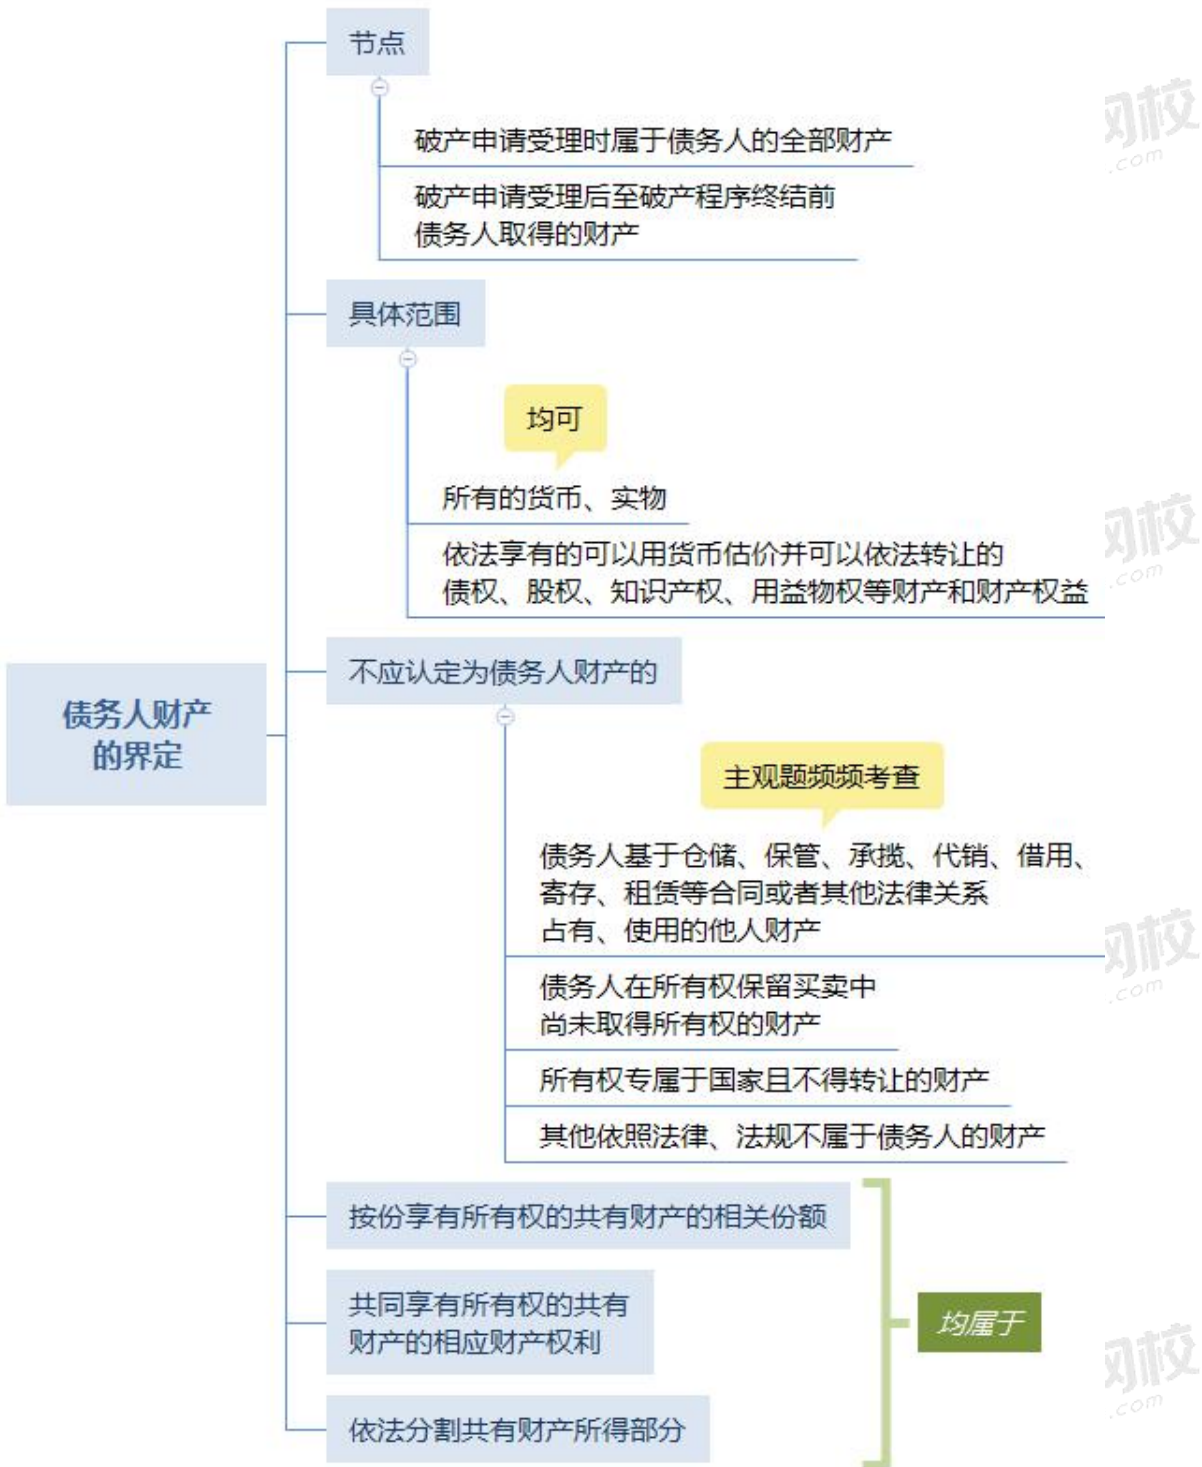 节点
破产申请受理时属于债务人的全部财产
破产申请受理后至破产程序终结前
债务人取得的财产
具体范围
均可
所有的货币、实物
依法享有的可以用货币估价并可以依法转让的
债权、股权、知识产权、用益物权等财产和财产权益
债务人财产
的界定
不应认定为债务人财产的
主观题频频考查
债务人基于仓储、保管、承揽、代销、借用、
寄存、租赁等合同或者其他法律关系
占有、使用的他人财产
债务人在所有权保留买卖中
尚未取得所有权的财产
所有权专属于国家且不得转让的财产
其他依照法律、法规不属于债务人的财产
按份享有所有权的共有财产的相关份额
共同享有所有权的共有
财产的相应财产权利
均属于
依法分割共有财产所得部分
网校
.com
网校
.com
网校
.com
网校
.com